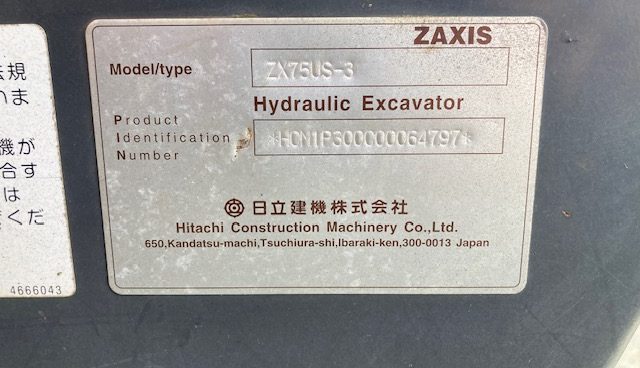 ZAXIS
Model/type ZX75US-3
Hydraulic Excavator
Product
Identification
Number
*HCN1P300000064797*
日立建機株式会社
Hitachi Construction Machinery Co.,Ltd.
650,Kandatsu-machi,Tsuchiura-shi,Ibaraki-ken,300-0013 Japan
法規
いま
機が
合す
は
くだ
4666043